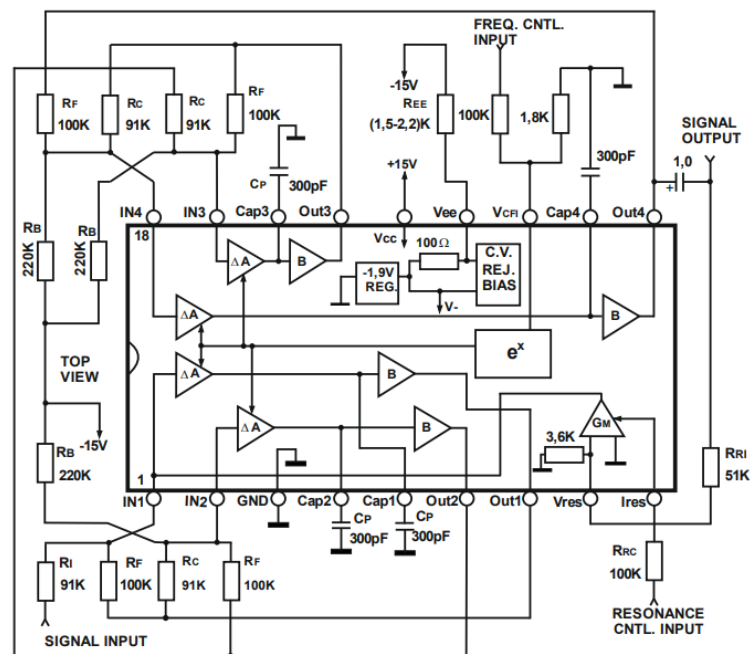 FREQ. CNTL.
INPUT
-15V
REE
(1,5-2,2)K
100K
1,8K
SIGNAL
OUTPUT
RF
100K
RC
91K
RC
91K
RF
100K
CP
300pF
+15V
300pF
1,0
+
IN4
IN3
Cap3
Out3
Vee
VCFI
Cap4
Out4
18
Vcc
RB
220K
RB
220K
ΔA
B
100Ω
-1,9V
REG.
C.V.
REJ.
BIAS
V-
ΔA
B
TOP
VIEW
ex
ΔA
B
-15V
ΔA
B
GM
3,6K
RB
220K
RRI
51K
1
IN1
IN2
GND
Cap2
Cap1
Out2
Out1
Vres
Ires
CP
300pF
CP
300pF
RI
91K
RF
100K
RC
91K
RF
100K
RRC
100K
SIGNAL INPUT
RESONANCE
CNTL. INPUT